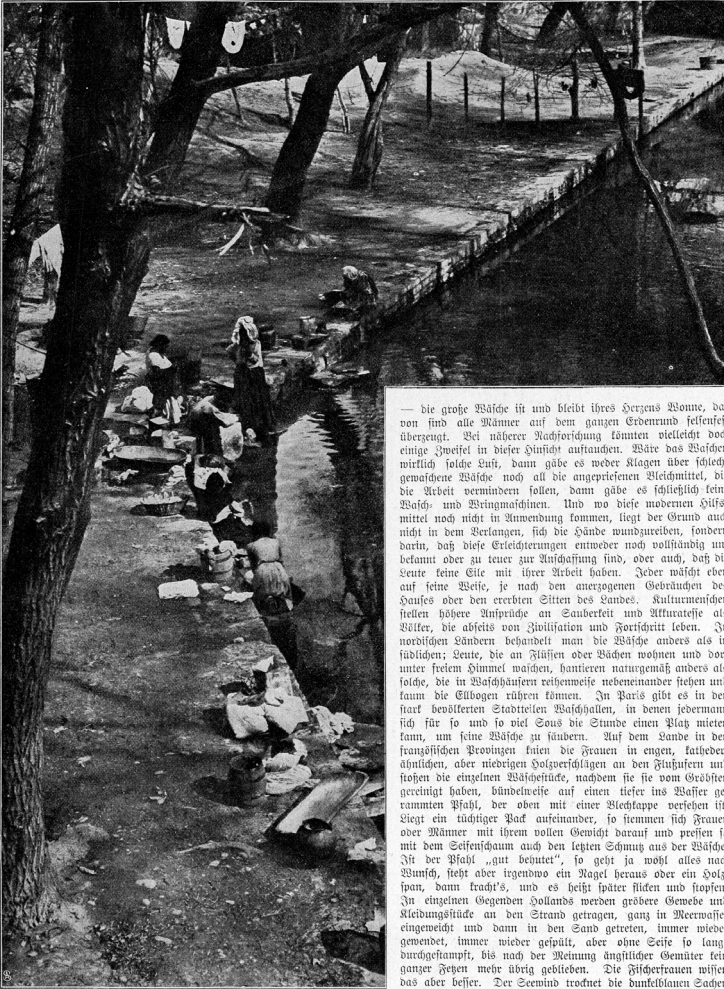 — die große Wäsche ist und bleibt ihres Herzens Wonne, da
von sind alle Männer auf dem ganzen Erdenrund felsenfes
überzeugt. Bei näherer Nachforschung könnten vielleicht doc
einige Zweifel in dieser Hinsicht auftauchen. Wäre das Wasche
wirklich solche Lust, dann gäbe es weder Klagen über schlech
gewaschene Wäsche noch all die angepriesenen Bleichmittel, di
die Arbeit vermindern sollen, dann gäbe es schließlich kein
Wasch- und Wringmaschinen. Und wo diese modernen Hilfs
mittel noch nicht in Anwendung kommen, liegt der Grund auc
nicht in dem Verlangen, sich die Hände wundzureiben, sonder
darin, daß diese Erleichterungen entweder noch vollständig un
bekannt oder zu teuer zur Anschaffung sind, oder auch, daß di
Leute keine Eile mit ihrer Arbeit haben. Jeder wäscht ebe
auf seine Weise, je nach den anerzogenen Gebräuchen de
Hauses oder den ererbten Sitten des Landes. Kulturmensche
stellen höhere Ansprüche an Sauberkeit und Akkuratesse al
Völker, die abseits von Zivilisation und Fortschritt leben. I
nordischen Ländern behandelt man die Wäsche anders als i
südlichen; Leute, die an Flüssen oder Bächen wohnen und dor
unter freiem Himmel waschen, hantieren naturgemäß anders al
solche, die in Waschhäusern reihenweise nebeneinander stehen un
kaum die Ellbogen rühren können. In Paris gibt es in de
stark bevölkerten Stadtteilen Waschhallen, in denen jedermann
sich für so und so viel Sous die Stunde einen Platz miete
kann, um seine Wäsche zu säubern. Auf dem Lande in de
französischen Provinzen knien die Frauen in engen, katheder
ähnlichen, aber niedrigen Holzverschlägen an den Flußufern un
stoßen die einzelnen Wäschestücke, nachdem sie sie vom Gröbste
gereinigt haben, bündelweise auf einen tiefer ins Wasser ge
rammten Pfahl, der oben mit einer Blechkappe versehen ist
Liegt ein tüchtiger Pack aufeinander, so stemmen sich Fraue
oder Männer mit ihrem vollen Gewicht darauf und pressen s
mit dem Seifenschaum auch den letzten Schmutz aus der Wäsche
Ist der Pfahl „gut behutet“, so geht ja wohl alles nac
Wunsch, steht aber irgendwo ein Nagel heraus oder ein Holz
span, dann kracht's, und es heißt später flicken und stopfen
In einzelnen Gegenden Hollands werden gröbere Gewebe un
Kleidungsstücke an den Strand getragen, ganz in Meerwasse
eingeweicht und dann in den Sand getreten, immer wiede
gewendet, immer wieder gespült, aber ohne Seife so lang
durchgestampft, bis nach der Meinung ängstlicher Gemüter kei
ganzer Fetzen mehr übrig geblieben. Die Fischerfrauen wisse
das aber besser. Der Seewind trocknet die dunkelblauen Sache